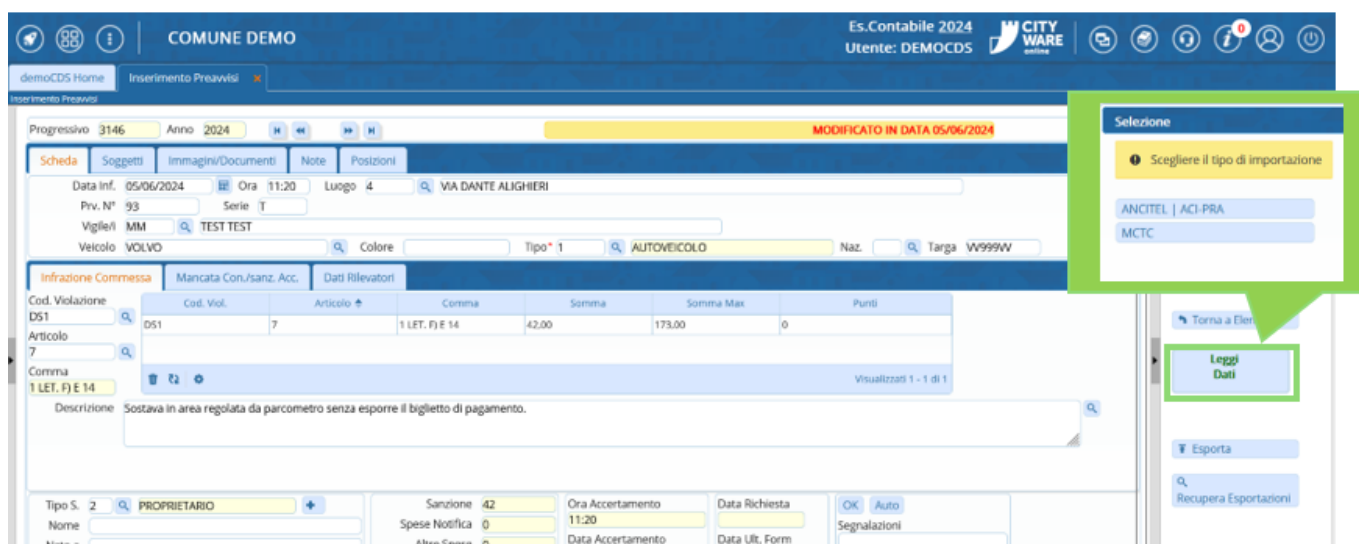 COMUNE DEMO
Es.Contabile 2024
Utente: DEMOCDS
CITY
WARE
online
0
demoCDS Home
Inserimento Preavvisi ×
Inserimento Preavvisi
Progressivo 3146 Anno 2024
MODIFICATO IN DATA 05/06/2024
Scheda Soggetti Immagini/Documenti Note Posizioni
Data Inf. 05/06/2024 Ora 11:20 Luogo 4 VIA DANTE ALIGHIERI
Prv. N° 93 Serie T
Vigile/i MM TEST TEST
Veicolo VOLVO Colore Tipo* 1 AUTOVEICOLO Naz. Targa VV999VV
Infrazione Commessa Mancata Con./sanz. Acc. Dati Rilevatori
Cod. Violazione
DS1
Articolo
7
Comma
1 LET. F) E 14
Cod. Viol. Articolo Comma Somma Somma Max Punti
DS1 7 1 LET. F) E 14 42,00 173,00 0
Visualizzati 1 - 1 di 1
Descrizione Sostava in area regolata da parcometro senza esporre il biglietto di pagamento.
Tipo S. 2 PROPRIETARIO
Nome
Sanzione 42
Spese Notifica 0
Altre Spese 0
Ora Accertamento
11:20
Data Accertamento
Data Richiesta
Data Ult. Form
OK Auto
Segnalazioni
Selezione
Scegliere il tipo di importazione
ANCITEL | ACI-PRA
MCTC
Torna a Elen
Leggi
Dati
Esporta
Recupera Esportazioni